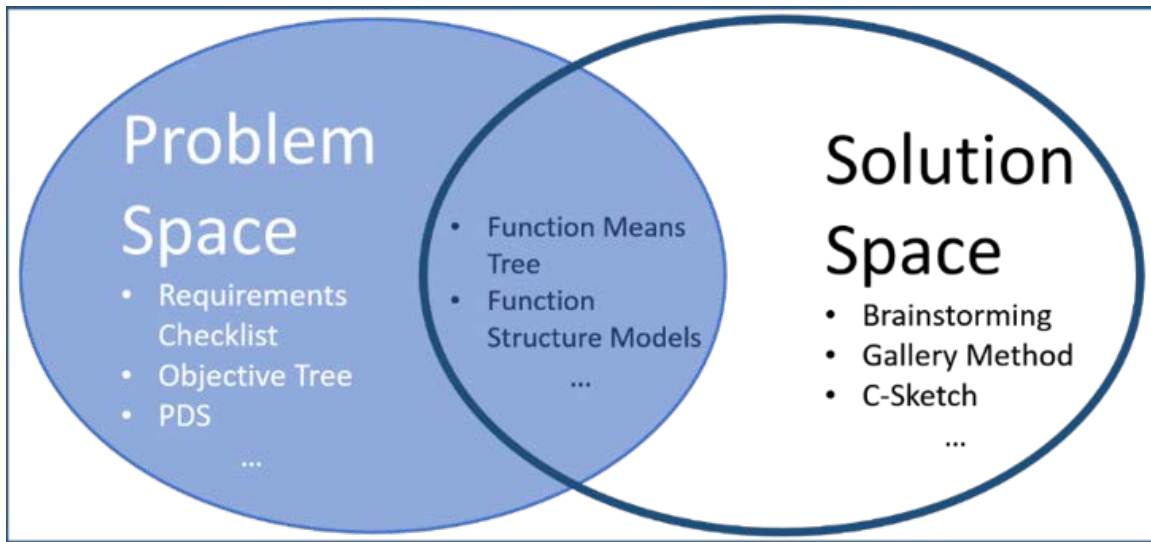 Problem
Space
• Requirements
Checklist
• Objective Tree
• PDS
...
• Function Means
Tree
• Function
Structure Models
...
Solution
Space
• Brainstorming
• Gallery Method
• C-Sketch
...